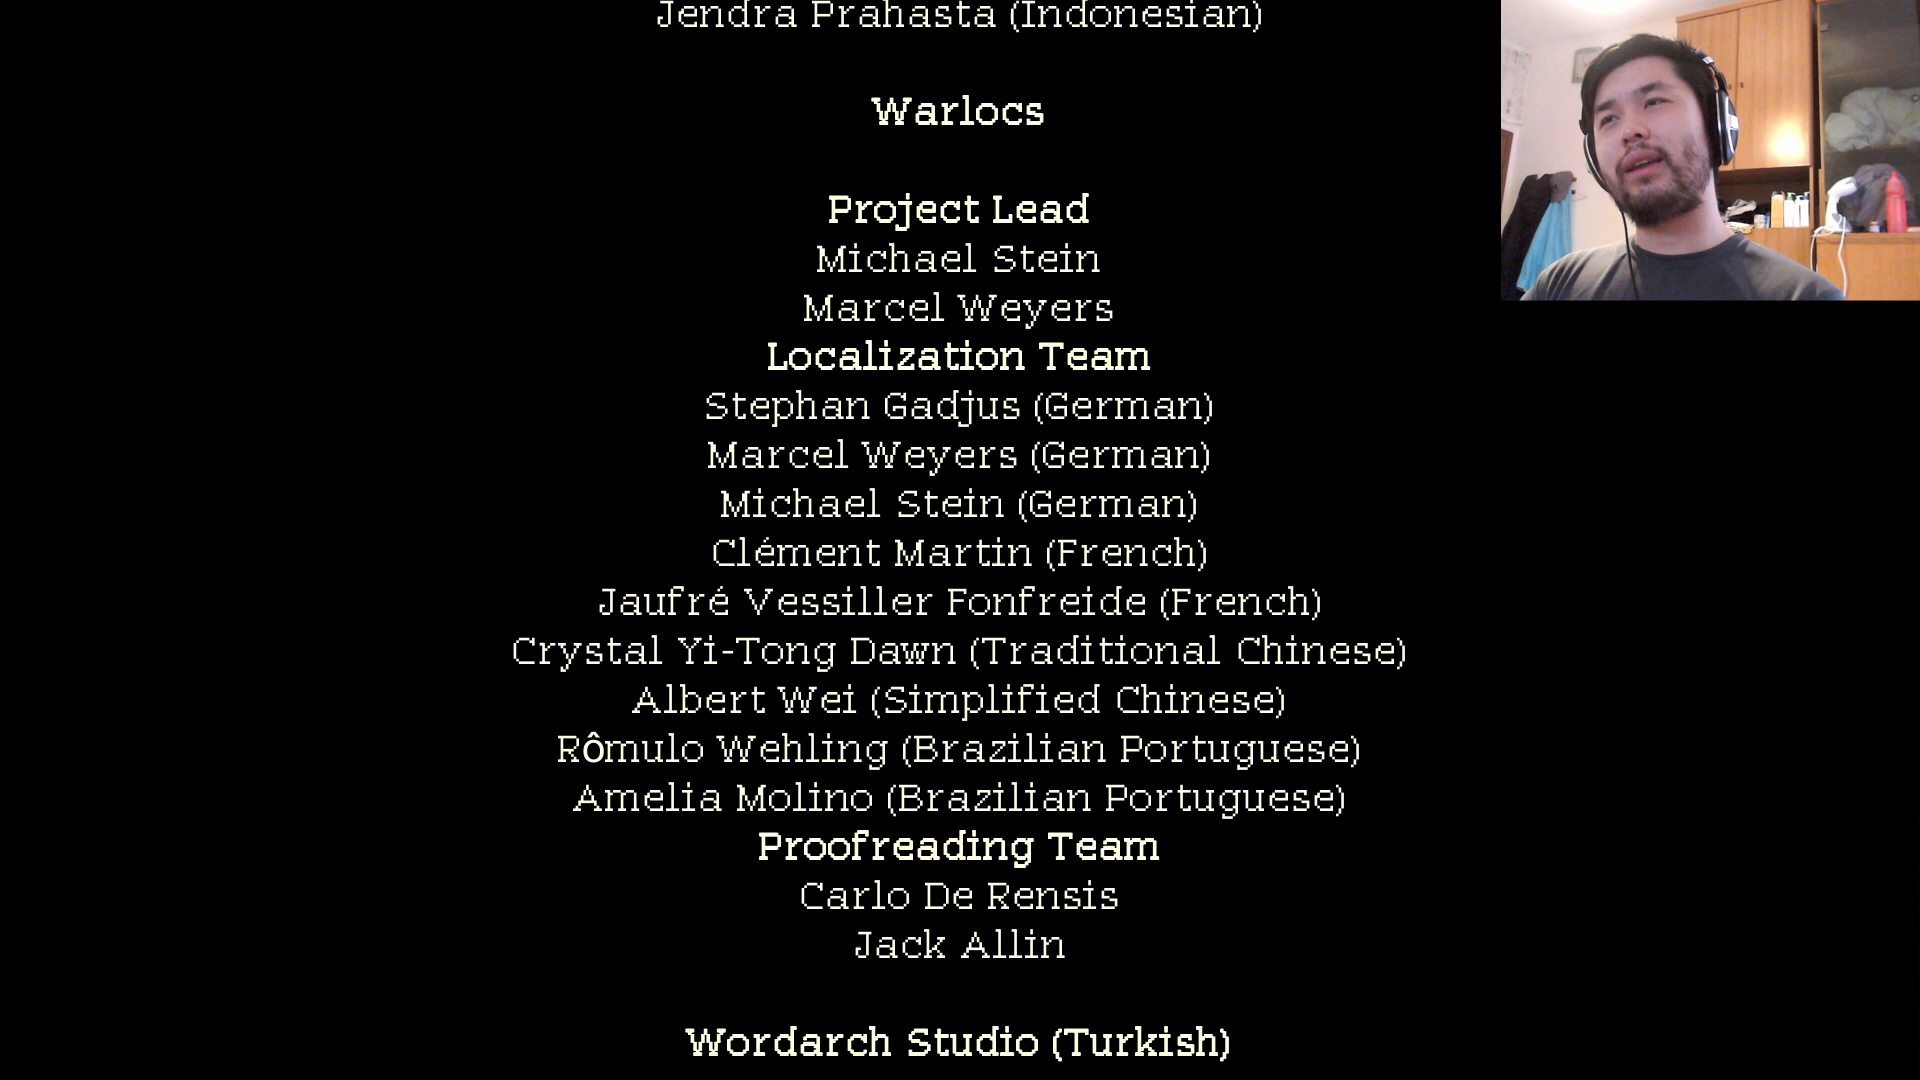 Jendra Prahasta (Indonesian)
Warlocs
Project Lead
Michael Stein
Marcel Weyers
Localization Team
Stephan Gadjus (German)
Marcel Weyers (German)
Michael Stein (German)
Clément Martin (French)
Jaufré Vessiller Fonfreide (French)
Crystal Yi-Tong Dawn (Traditional Chinese)
Albert Wei (Simplified Chinese)
Rômulo Wehling (Brazilian Portuguese)
Amelia Molino (Brazilian Portuguese)
Proofreading Team
Carlo De Rensis
Jack Allin
Wordarch Studio (Turkish)